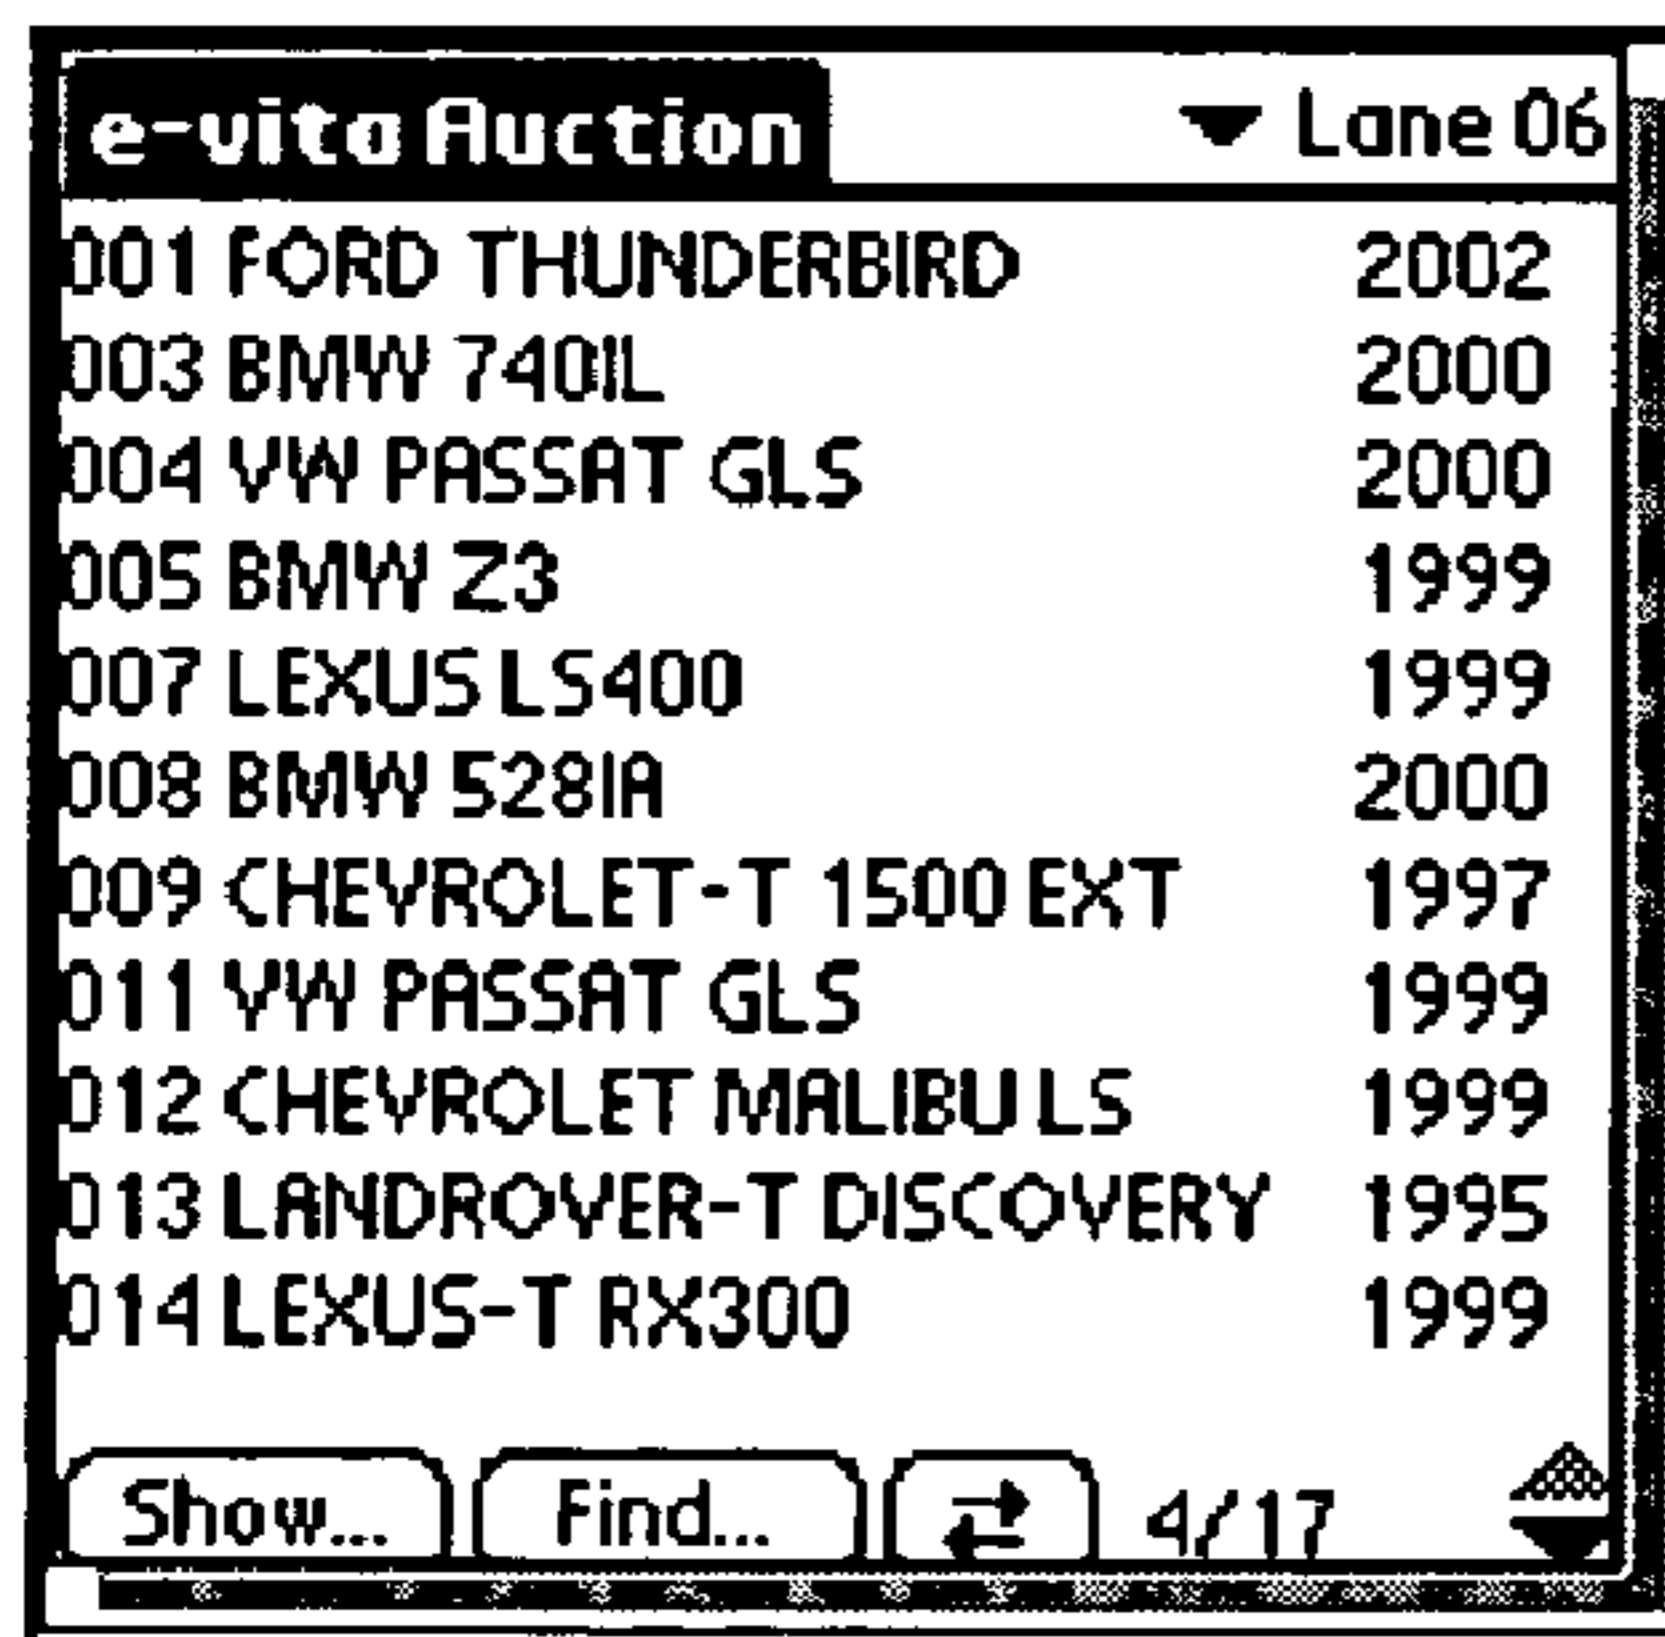 e-vita Auction Lane 06
001 FORD THUNDERBIRD 2002
003 BMW 740IL 2000
004 VW PASSAT GLS 2000
005 BMW Z3 1999
007 LEXUS LS400 1999
008 BMW 528IA 2000
009 CHEVROLET-T 1500 EXT 1997
011 VW PASSAT GLS 1999
012 CHEVROLET MALIBU LS 1999
013 LANDROVER-T DISCOVERY 1995
014 LEXUS-T RX300 1999
Show... Find... 4/17